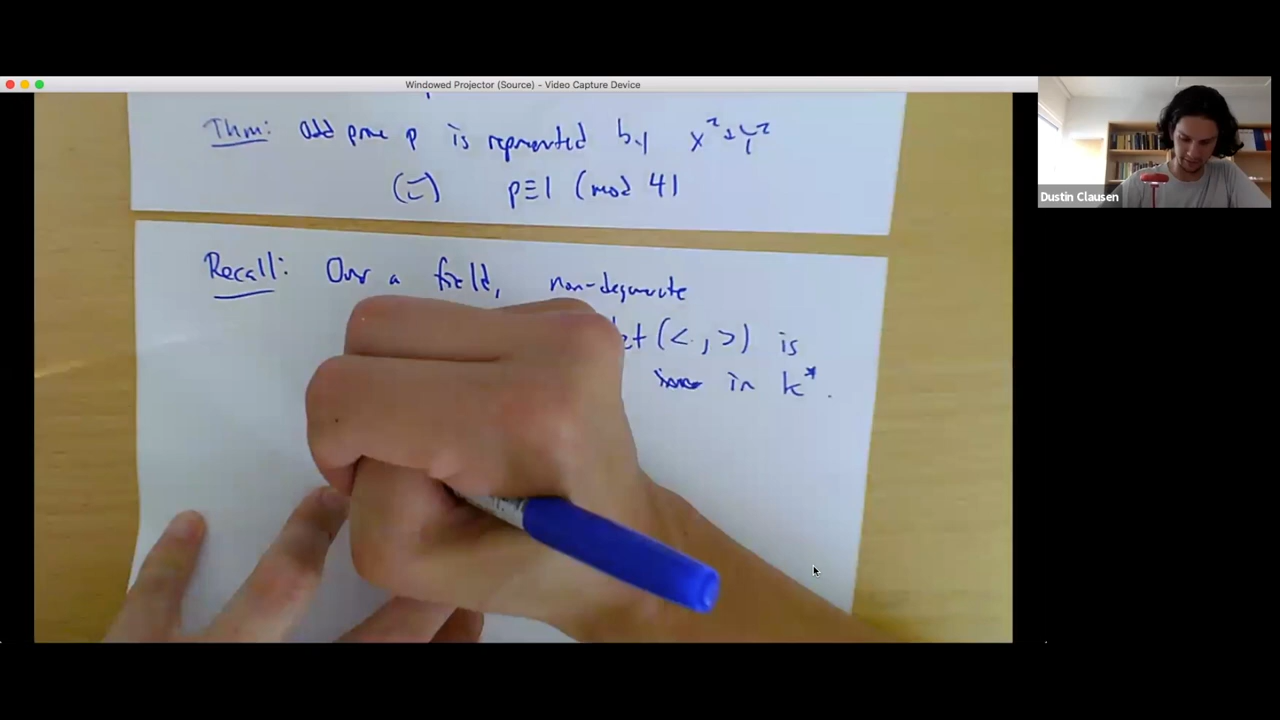 Windowed Projector (Source) - Video Capture Device
Thm: Odd prime p is represented by x²+y²
p≡1 (mod 4)
Recall: Over a field, non-degenerate
(<,>) is
in k*.
Dustin Clausen